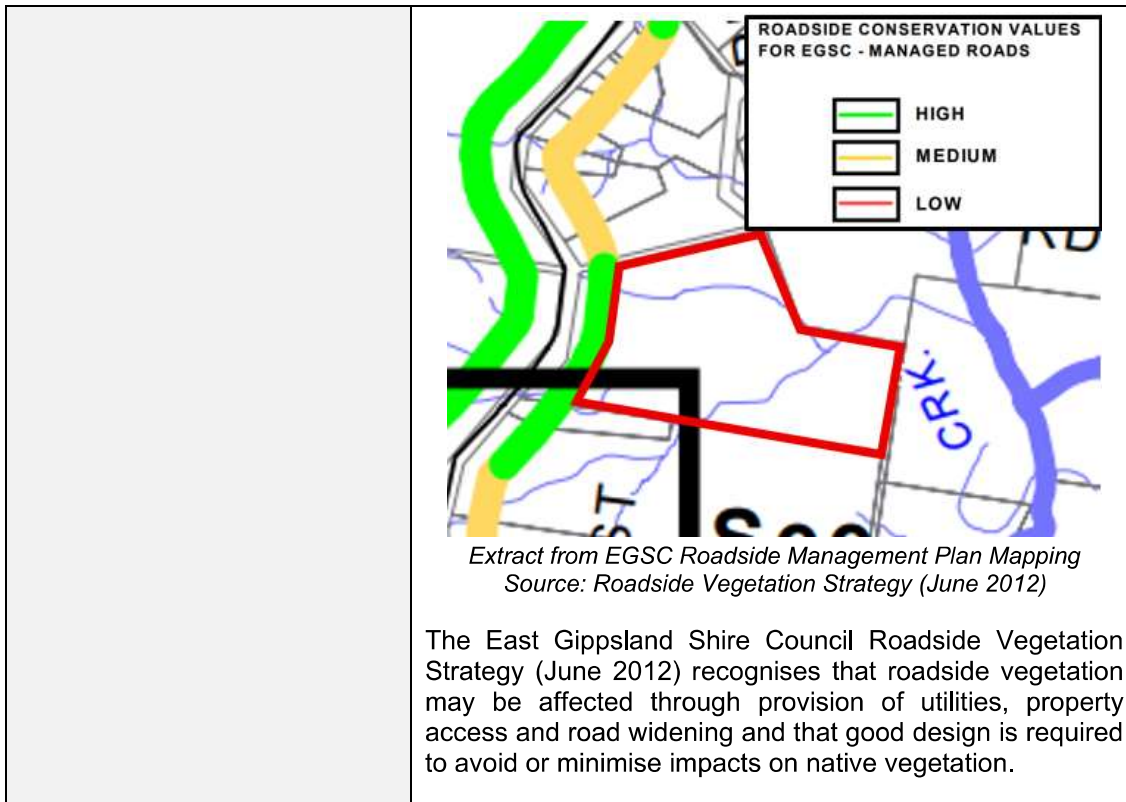 ROADSIDE CONSERVATION VALUES
FOR EGSC - MANAGED ROADS
HIGH
MEDIUM
LOW
RD
CRK.
ST
Extract from EGSC Roadside Management Plan Mapping
Source: Roadside Vegetation Strategy (June 2012)
The East Gippsland Shire Council Roadside Vegetation
Strategy (June 2012) recognises that roadside vegetation
may be affected through provision of utilities, property
access and road widening and that good design is required
to avoid or minimise impacts on native vegetation.